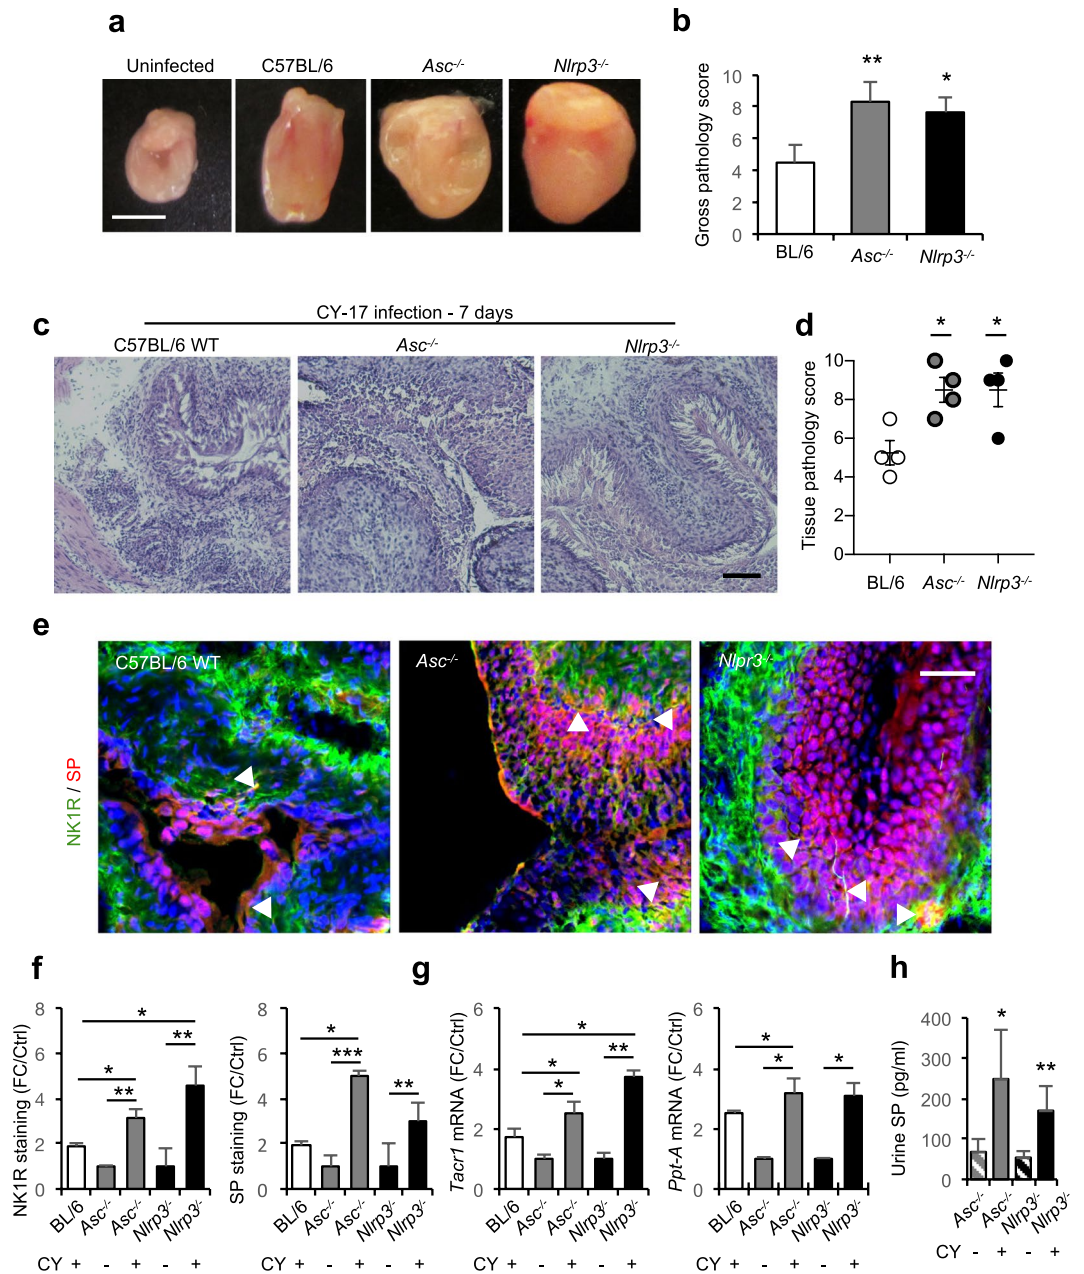 a
Uninfected C57BL/6 Asc-/- Nlrp3-/-
b
Gross pathology score
10
8
6
4
2
0
** *
BL/6 Asc-/- Nlrp3-/-
c
CY-17 infection - 7 days
C57BL/6 WT Asc-/- Nlrp3-/-
d
Tissue pathology score
10
8
6
4
2
0
* *
BL/6 Asc-/- Nlrp3-/-
e
NK1R / SP
C57BL/6 WT Asc-/- Nlpr3-/-
f
NK1R staining (FC/Ctrl)
8
6
4
2
0
*
**
*
**
BL/6 Asc-/- Asc-/- Nlrp3-/- Nlrp3-/-
CY + - + - +
SP staining (FC/Ctrl)
8
6
4
2
0
*
***
**
BL/6 Asc-/- Asc-/- Nlrp3-/- Nlrp3-/-
CY + - + - +
g
Tacr1 mRNA (FC/Ctrl)
6
4
2
0
*
**
*
*
BL/6 Asc-/- Asc-/- Nlrp3-/- Nlrp3-/-
CY + - + - +
Ppt-A mRNA (FC/Ctrl)
6
4
2
0
*
* *
BL/6 Asc-/- Asc-/- Nlrp3-/- Nlrp3-/-
CY + - + - +
h
Urine SP (pg/ml)
400
300
200
100
0
*
**
Asc-/- Asc-/- Nlrp3-/- Nlrp3-/-
CY - + - +